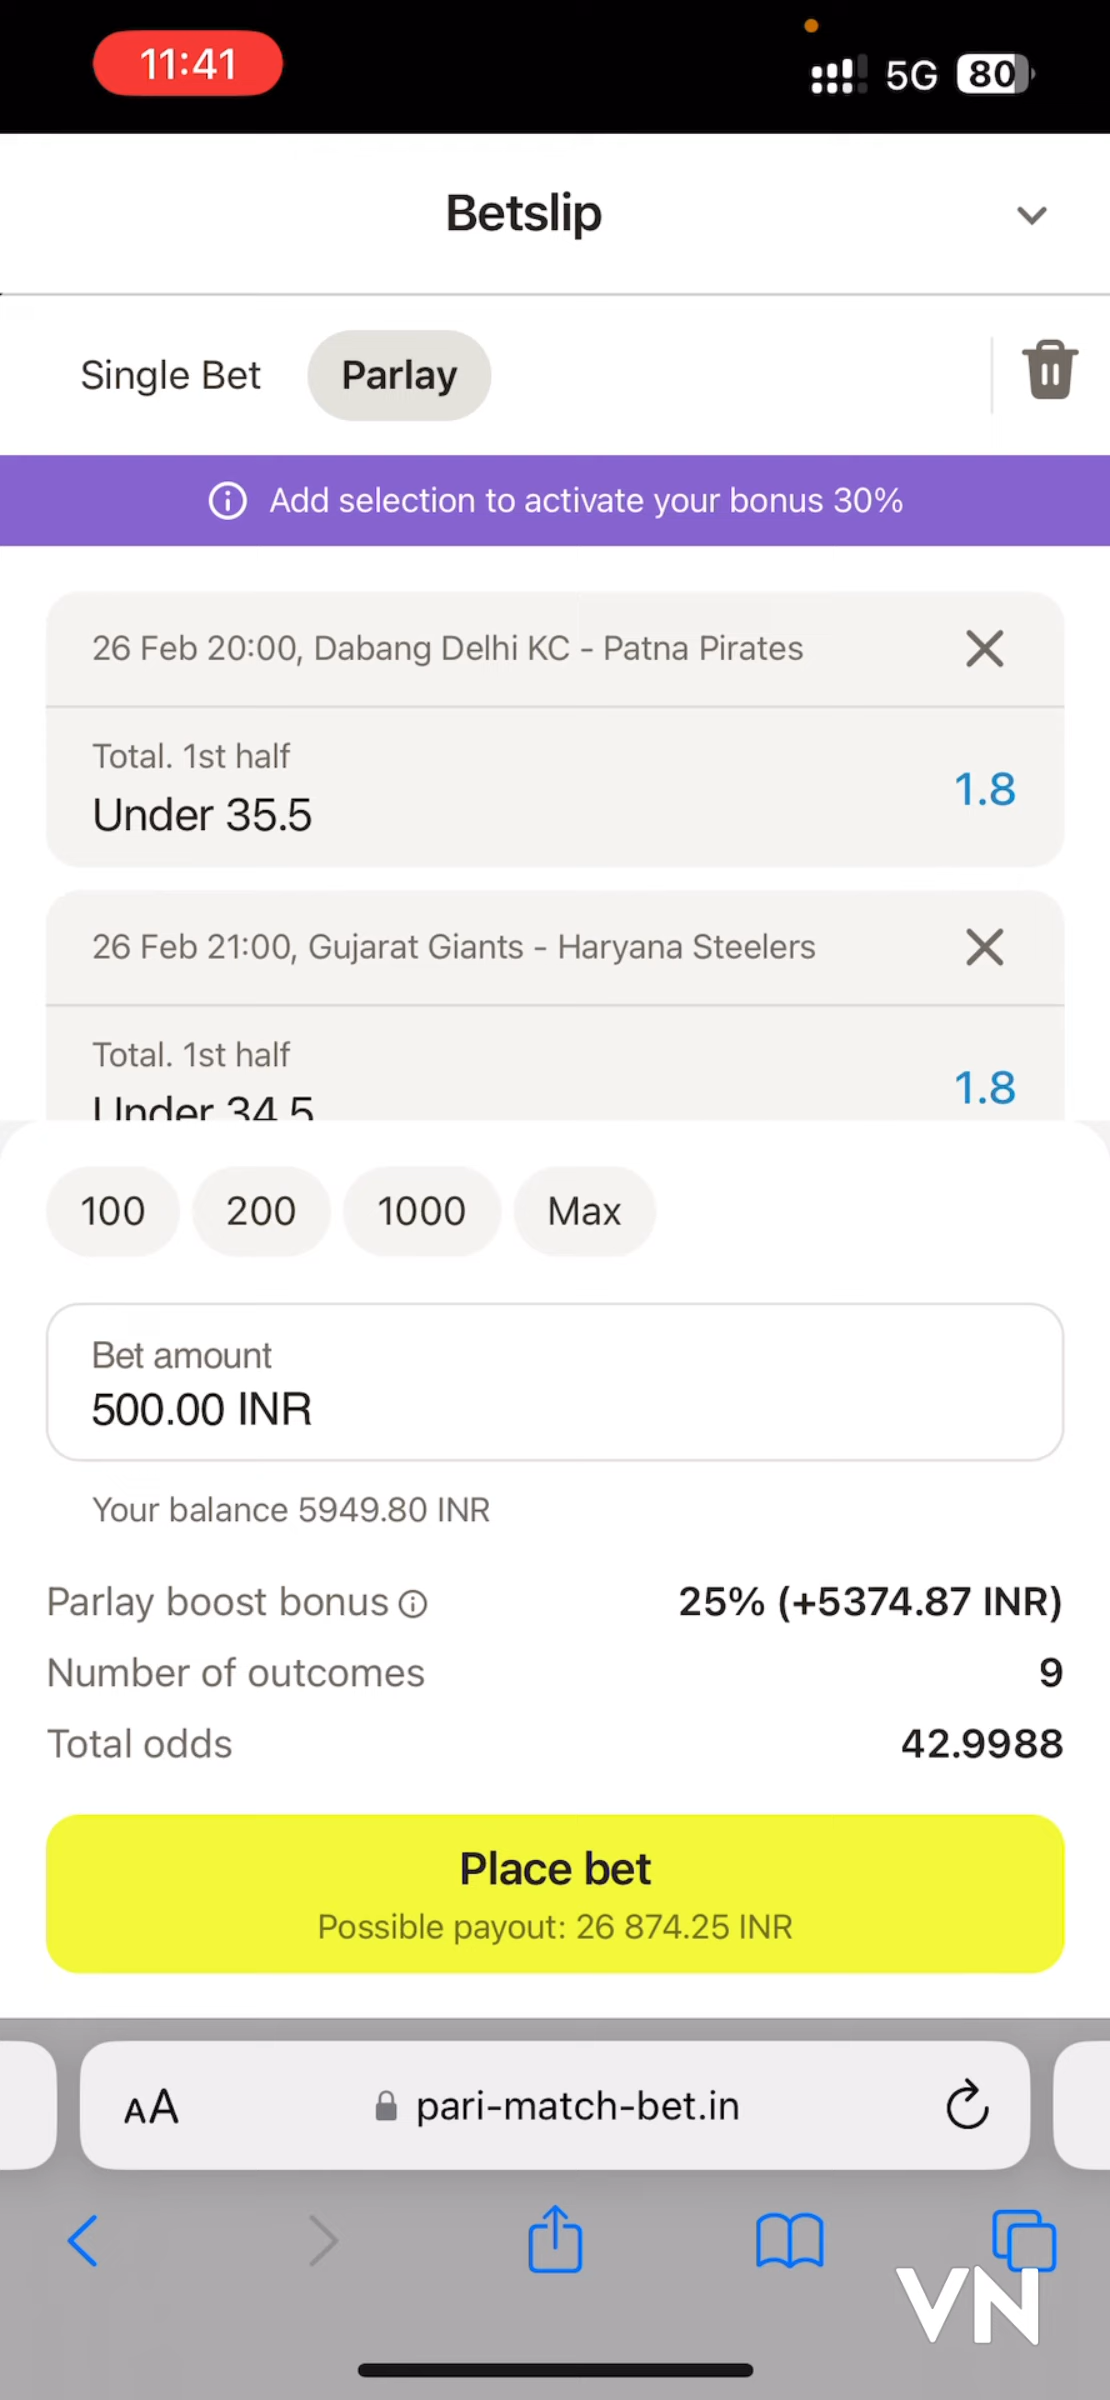 11:41
5G 80
Betslip
Single Bet Parlay
Add selection to activate your bonus 30%
26 Feb 20:00, Dabang Delhi KC - Patna Pirates
Total. 1st half
1.8
Under 35.5
26 Feb 21:00, Gujarat Giants - Haryana Steelers
Total. 1st half
1.8
Under 34.5
100 200 1000 Max
Bet amount
500.00 INR
Your balance 5949.80 INR
Parlay boost bonus 25% (+5374.87 INR)
Number of outcomes 9
Total odds 42.9988
Place bet
Possible payout: 26 874.25 INR
AA pari-match-bet.in
VN